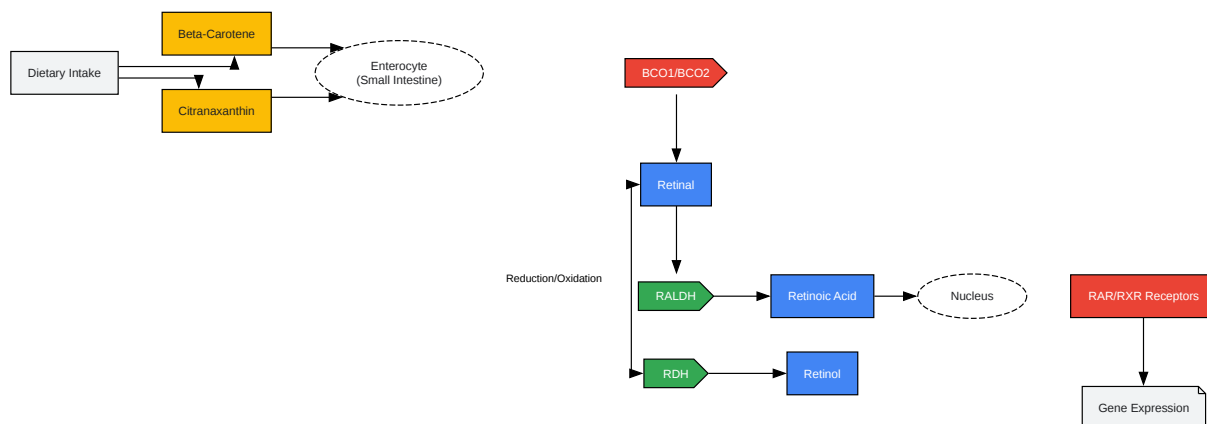 Beta-Carotene
Dietary Intake
Citranaxanthin
Enterocyte
(Small Intestine)
BCO1/BCO2
Retinal
Reduction/Oxidation
RALDH
Retinoic Acid
Nucleus
RAR/RXR Receptors
RDH
Retinol
Gene Expression